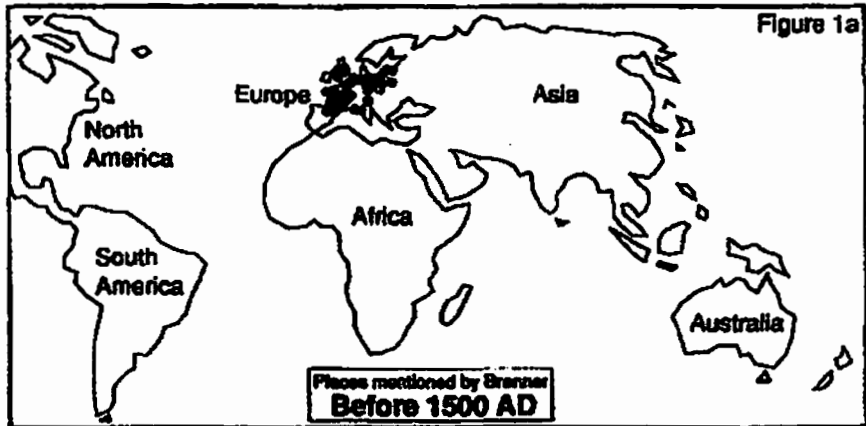 Figure 1a
Europe
Asia
North
America
Africa
South
America
Australia
Places mentioned by Brenner
Before 1500 AD